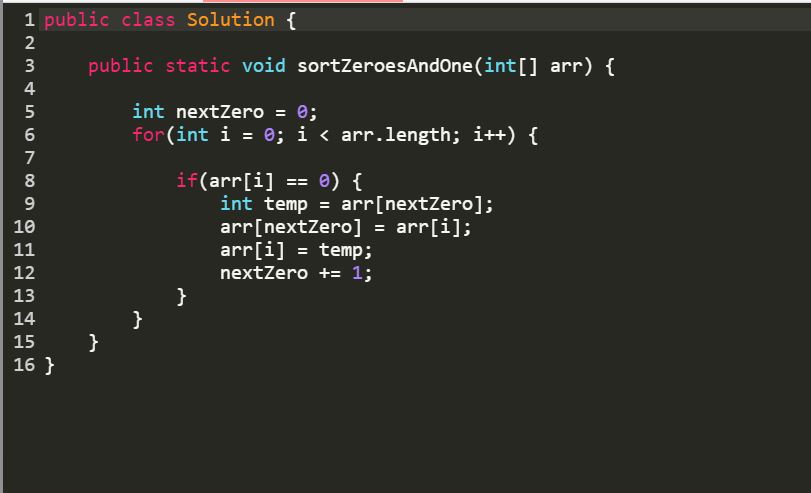 1 public class Solution {
2
3     public static void sortZeroesAndOne(int[] arr) {
4
5         int nextZero = 0;
6         for(int i = 0; i < arr.length; i++) {
7
8             if(arr[i] == 0) {
9                 int temp = arr[nextZero];
10                 arr[nextZero] = arr[i];
11                 arr[i] = temp;
12                 nextZero += 1;
13             }
14         }
15     }
16 }